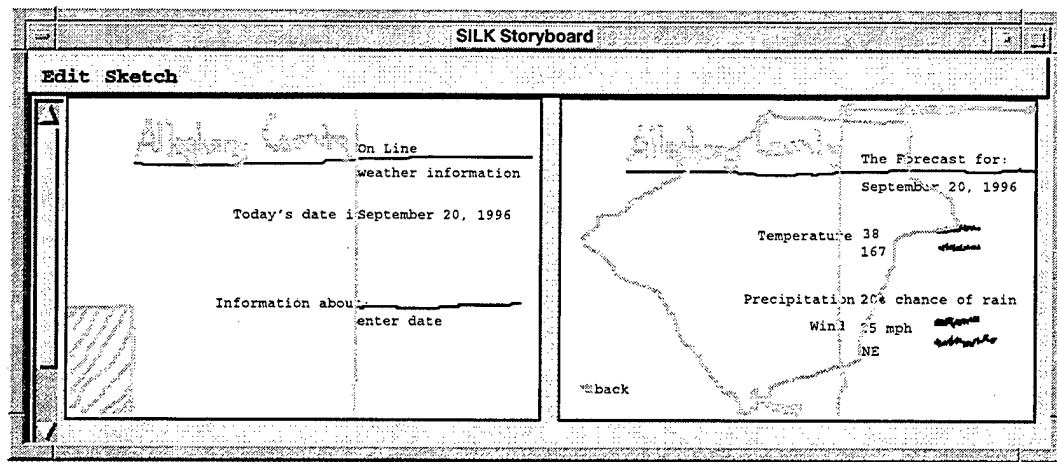 SILK Storyboard
Edit Sketch
Allegheny County
On Line
weather information
Today's date i September 20, 1996
Information abou
enter date
Allegheny County
The Forecast for:
September 20, 1996
Temperature 38
167
Precipitation 20% chance of rain
Wind 25 mph
NE
back